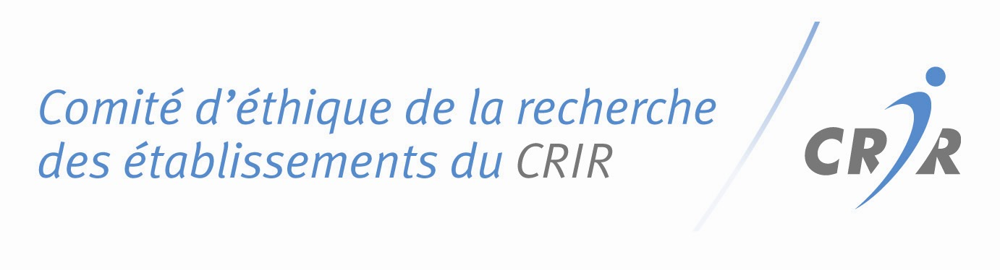 Comité d'éthique de la recherche
des établissements du CRIR
CRIR